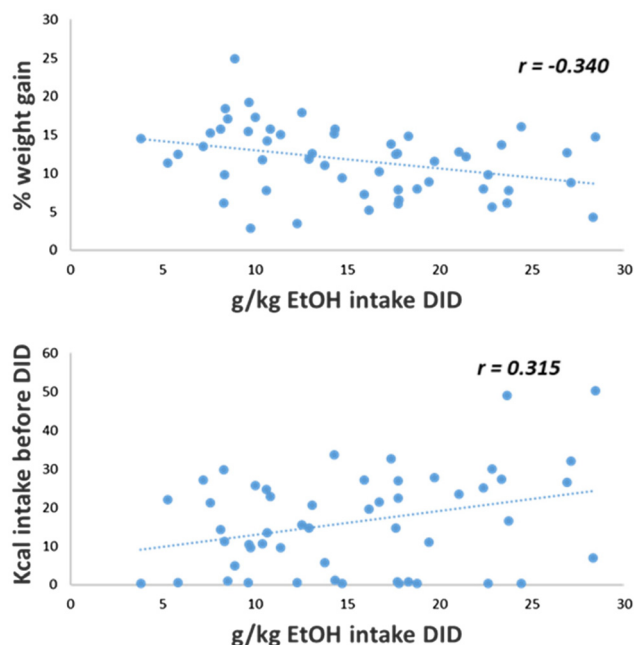 30
25
r = -0.340
20
15
10
5
0
% weight gain
0 5 10 15 20 25 30
g/kg EtOH intake DID
60
r = 0.315
50
40
30
20
10
0
Kcal intake before DID
0 5 10 15 20 25 30
g/kg EtOH intake DID